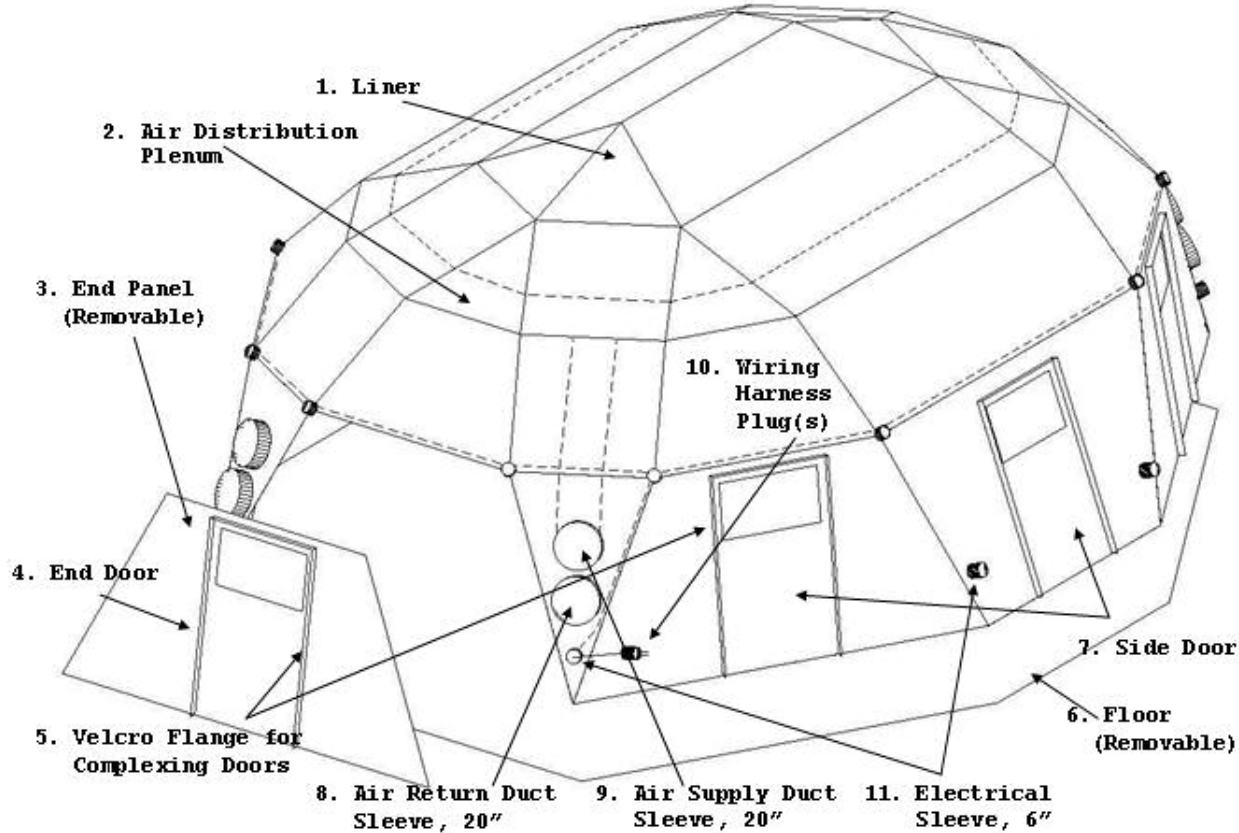 1. Liner
2. Air Distribution
Plenum
3. End Panel
(Removable)
10. Wiring
Harness
Plug(s)
4. End Door
7. Side Door
5. Velcro Flange for
Complexing Doors
6. Floor
(Removable)
8. Air Return Duct
Sleeve, 20"
9. Air Supply Duct
Sleeve, 20"
11. Electrical
Sleeve, 6"